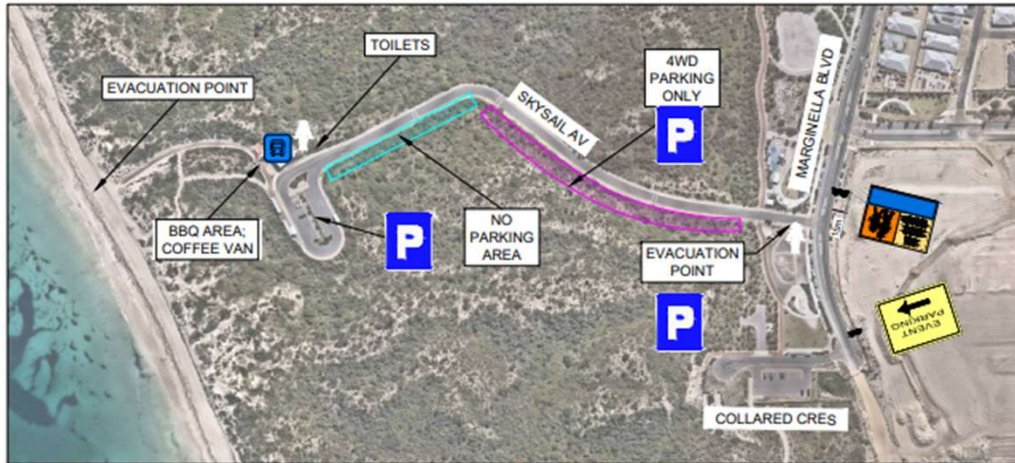 TOILETS
EVACUATION POINT
4WD
PARKING
ONLY
P
SKYSAIL AV
MARGINELLA BLVD
BBQ AREA;
COFFEE VAN
P
NO
PARKING
AREA
EVACUATION
POINT
P
EVENT
PARKING
COLLARED CRES